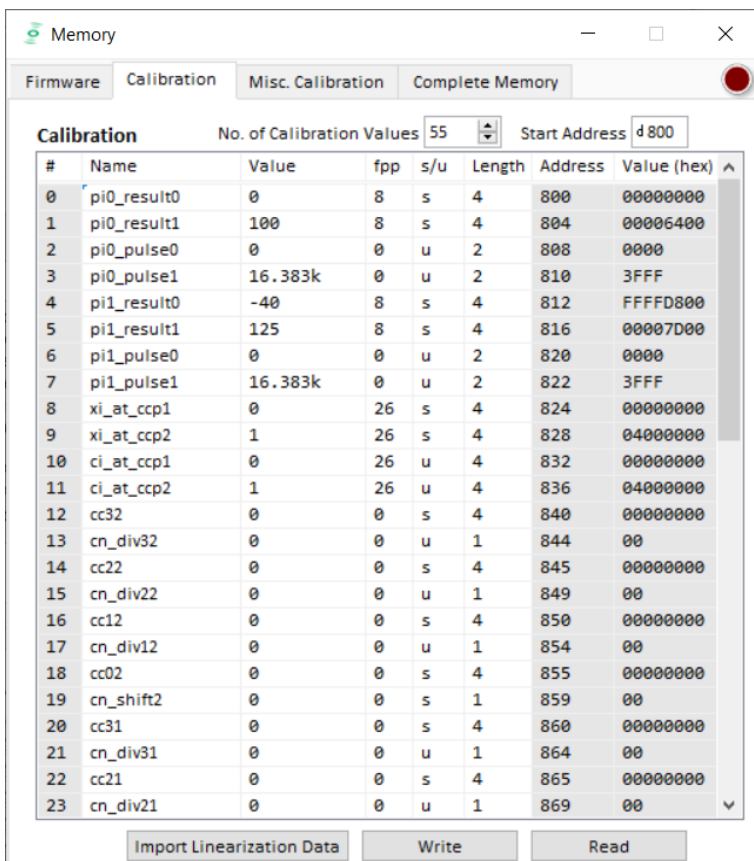 Memory
Firmware Calibration Misc. Calibration Complete Memory
Calibration No. of Calibration Values 55 Start Address d 800
# Name Value fpp s/u Length Address Value (hex)
0 pi0_result0 0 8 s 4 800 00000000
1 pi0_result1 100 8 s 4 804 00006400
2 pi0_pulse0 0 0 u 2 808 0000
3 pi0_pulse1 16.383k 0 u 2 810 3FFF
4 pi1_result0 -40 8 s 4 812 FFFFD800
5 pi1_result1 125 8 s 4 816 00007D00
6 pi1_pulse0 0 0 u 2 820 0000
7 pi1_pulse1 16.383k 0 u 2 822 3FFF
8 xi_at_ccp1 0 26 s 4 824 00000000
9 xi_at_ccp2 1 26 s 4 828 04000000
10 ci_at_ccp1 0 26 u 4 832 00000000
11 ci_at_ccp2 1 26 u 4 836 04000000
12 cc32 0 0 s 4 840 00000000
13 cn_div32 0 0 u 1 844 00
14 cc22 0 0 s 4 845 00000000
15 cn_div22 0 0 u 1 849 00
16 cc12 0 0 s 4 850 00000000
17 cn_div12 0 0 u 1 854 00
18 cc02 0 0 s 4 855 00000000
19 cn_shift2 0 0 s 1 859 00
20 cc31 0 0 s 4 860 00000000
21 cn_div31 0 0 u 1 864 00
22 cc21 0 0 s 4 865 00000000
23 cn_div21 0 0 u 1 869 00
Import Linearization Data Write Read